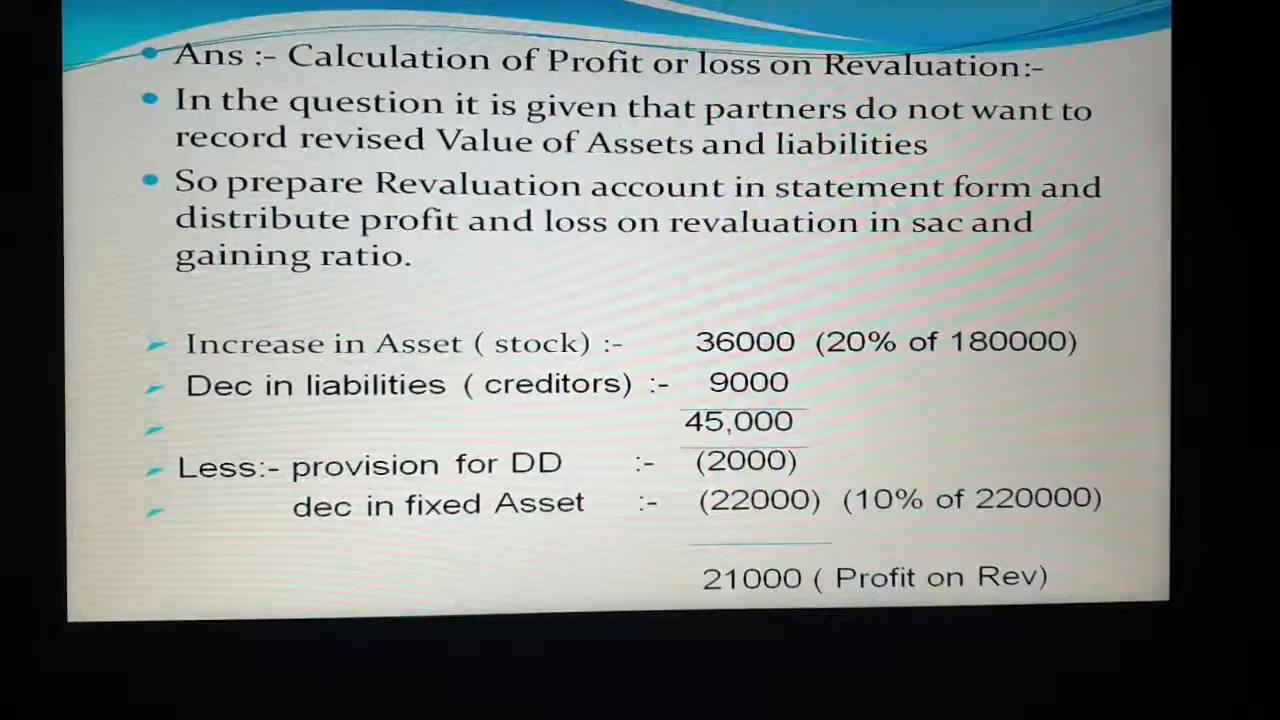 Ans :- Calculation of Profit or loss on Revaluation:-
In the question it is given that partners do not want to
record revised Value of Assets and liabilities
So prepare Revaluation account in statement form and
distribute profit and loss on revaluation in sac and
gaining ratio.
Increase in Asset ( stock) :- 36000 (20% of 180000)
Dec in liabilities ( creditors) :- 9000
45,000
Less:- provision for DD :- (2000)
dec in fixed Asset :- (22000) (10% of 220000)
21000 ( Profit on Rev)